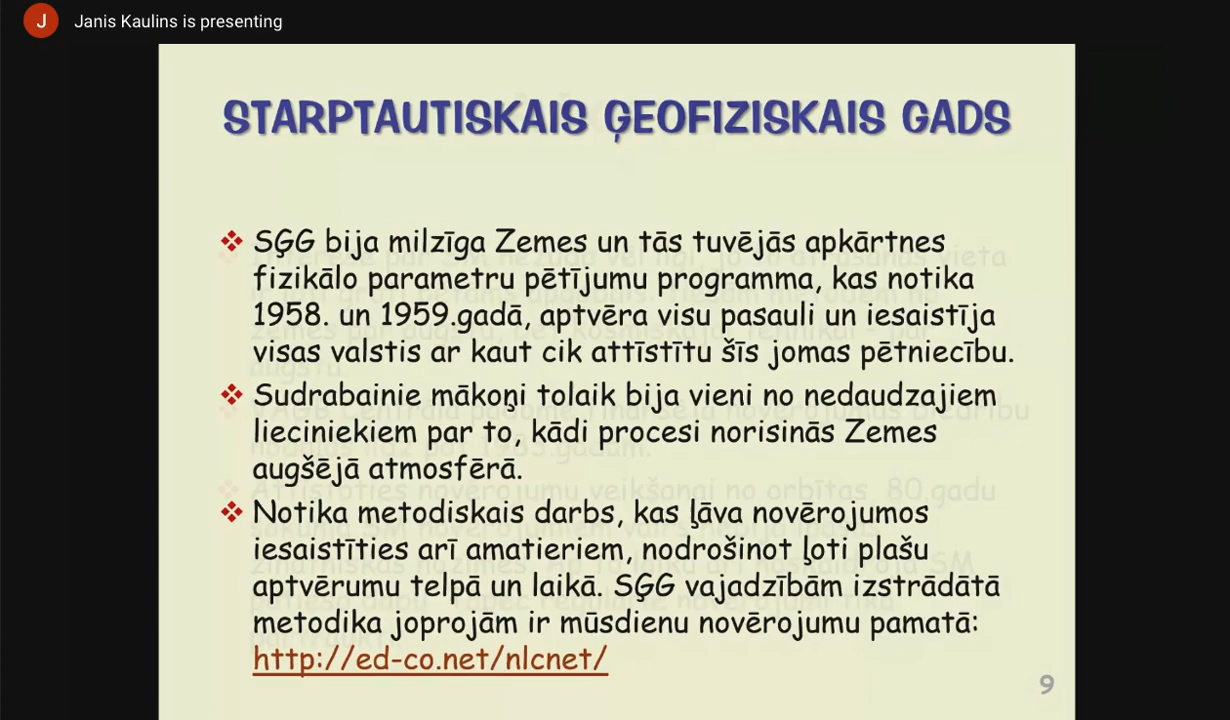 J
Janis Kaulins is presenting
STARPTAUTISKAIS ĢEOFIZISKAIS GADS
❖ SĢG bija milzīga Zemes un tās tuvējās apkārtnes
fizikālo parametru pētījumu programma, kas notika
1958. un 1959.gadā, aptvēra visu pasauli un iesaistīja
visas valstis ar kaut cik attīstītu šīs jomas pētniecību.
❖ Sudrabainie mākoņi tolaik bija vieni no nedaudzajiem
lieciniekiem par to, kādi procesi norisinās Zemes
augšējā atmosfērā.
❖ Notika metodiskais darbs, kas ļāva novērojumos
iesaistīties arī amatieriem, nodrošinot ļoti plašu
aptvērumu telpā un laikā. SĢG vajadzībām izstrādātā
metodika joprojām ir mūsdienu novērojumu pamatā:
http://ed-co.net/nlcnet/
9